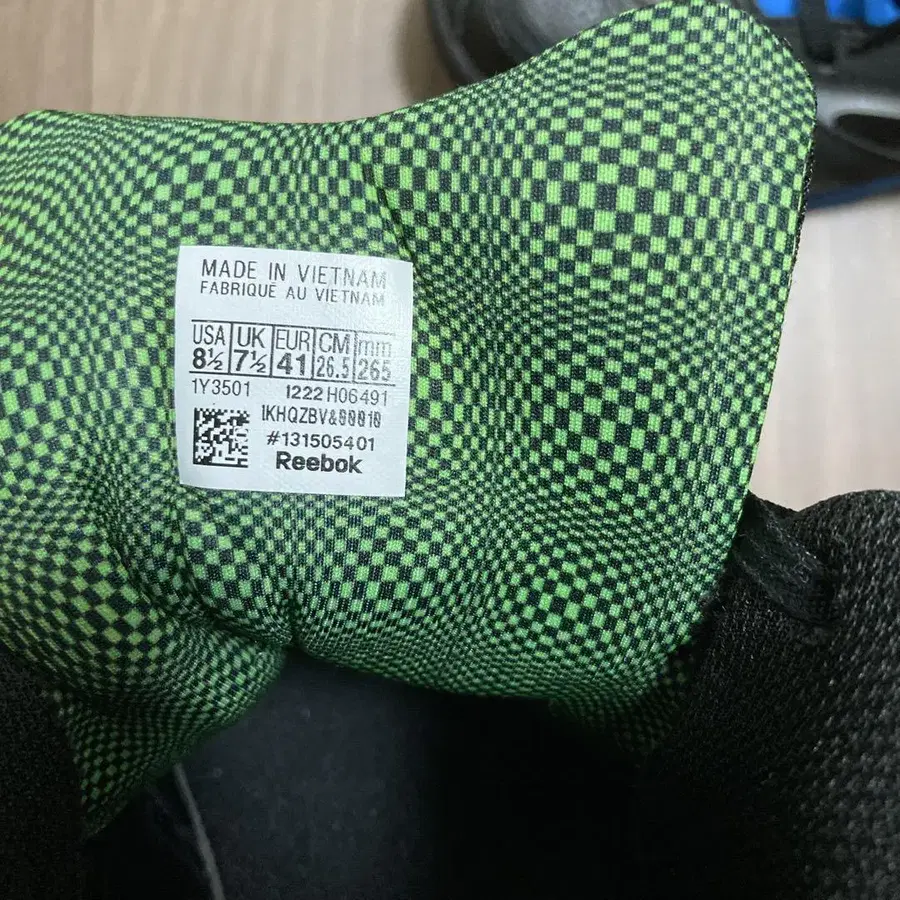 MADE IN VIETNAM
FABRIQUÉ AU VIETNAM
USA UK EUR CM mm
8½ 7½ 41 26.5 265
1Y3501 1222 H06491
#131505401
Reebok